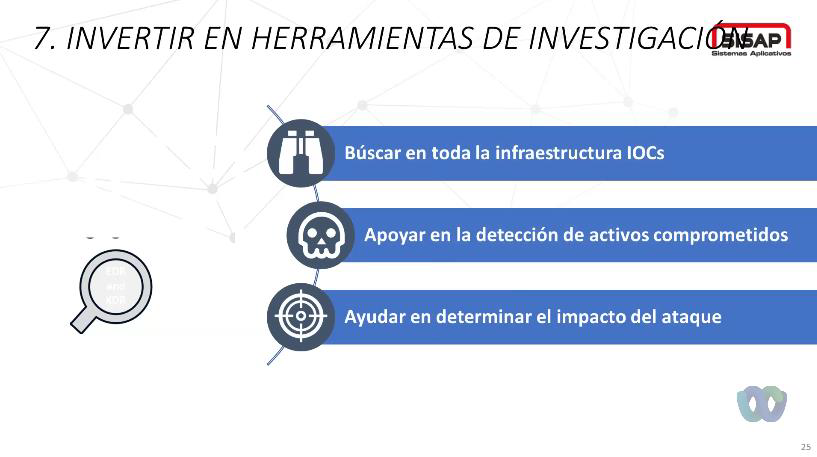 7. INVERTIR EN HERRAMIENTAS DE INVESTIGACIÓN
SISAP
Sistemas Aplicativos
Búscar en toda la infraestructura IOCs
Apoyar en la detección de activos comprometidos
EDR
and
XDR
Ayudar en determinar el impacto del ataque
25